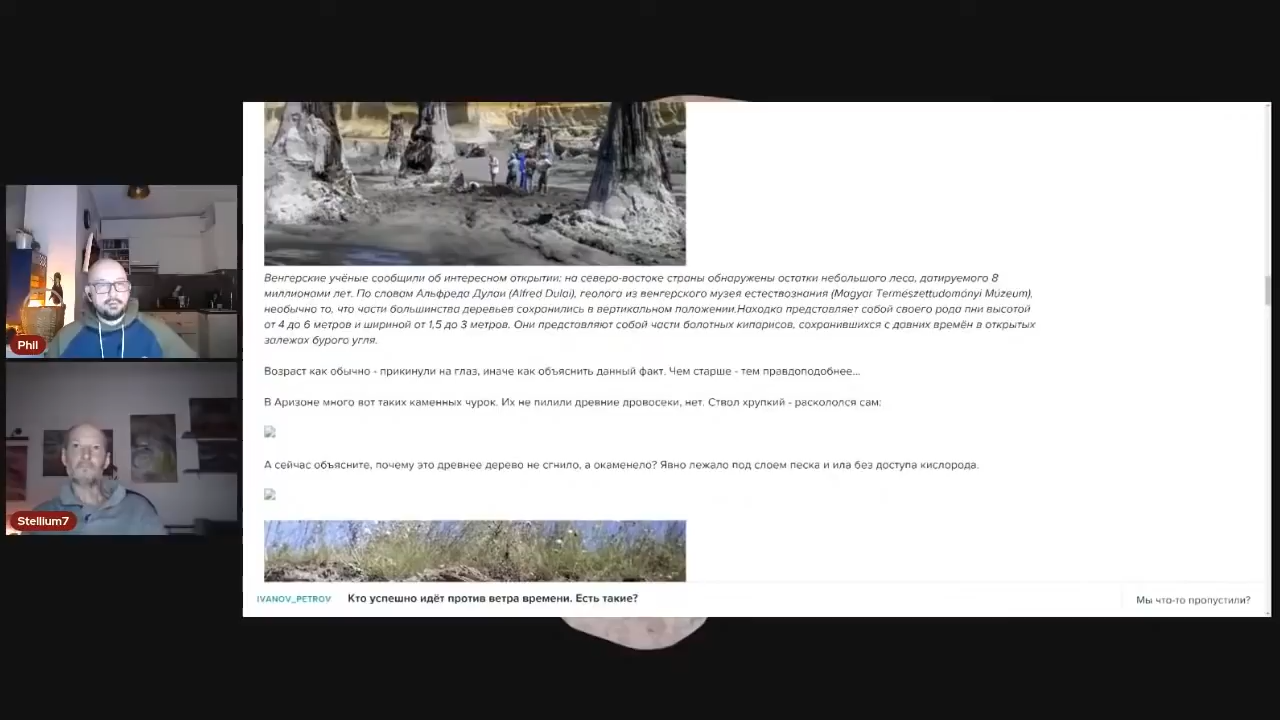 Венгерские учёные сообщили об интересном открытии: на северо-востоке страны обнаружены остатки небольшого леса, датируемого 8
миллионами лет. По словам Альфреда Дулаи (Alfred Dulai), геолога из венгерского музея естествознания (Magyar Természettudományi Múzeum),
необычно то, что части большинства деревьев сохранились в вертикальном положении.Находка представляет собой своего рода пни высотой
от 4 до 6 метров и шириной от 1,5 до 3 метров. Они представляют собой части болотных кипарисов, сохранившихся с давних времён в открытых
залежах бурого угля.
Возраст как обычно - прикинули на глаз, иначе как объяснить данный факт. Чем старше - тем правдоподобнее...
В Аризоне много вот таких каменных чурок. Их не пилили древние дровосеки, нет. Ствол хрупкий - раскололся сам:
Phil
А сейчас объясните, почему это древнее дерево не сгнило, а окаменело? Явно лежало под слоем песка и ила без доступа кислорода.
Stellium7
IVANOV_PETROV Кто успешно идёт против ветра времени. Есть такие?
Мы что-то пропустили?